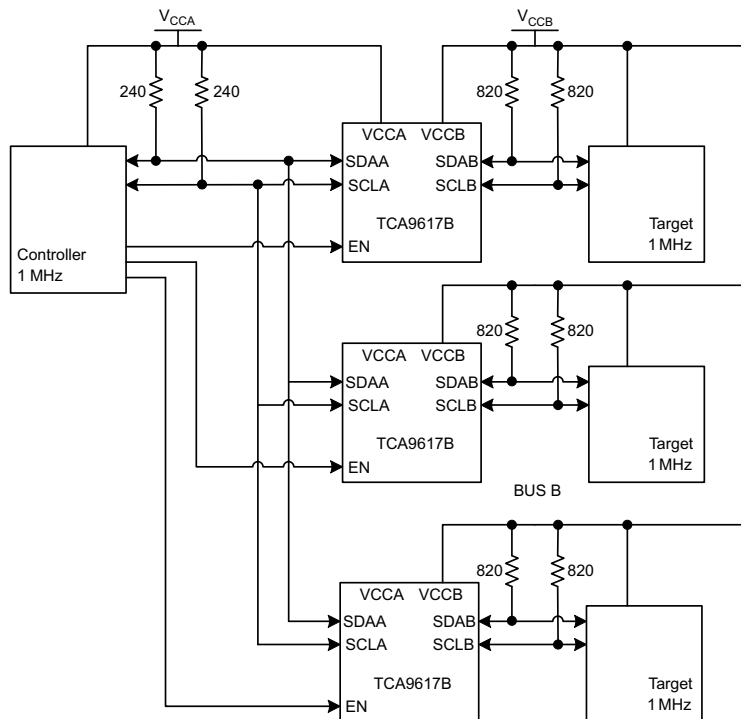 VCCA
VCCB
240
240
820
820
VCCA VCCB
SDAA SDAB
SCLA SCLB
TCA9617B
EN
Controller
1 MHz
Target
1 MHz
820
820
VCCA VCCB
SDAA SDAB
SCLA SCLB
TCA9617B
EN
Target
1 MHz
BUS B
820
820
VCCA VCCB
SDAA SDAB
SCLA SCLB
TCA9617B
EN
Target
1 MHz